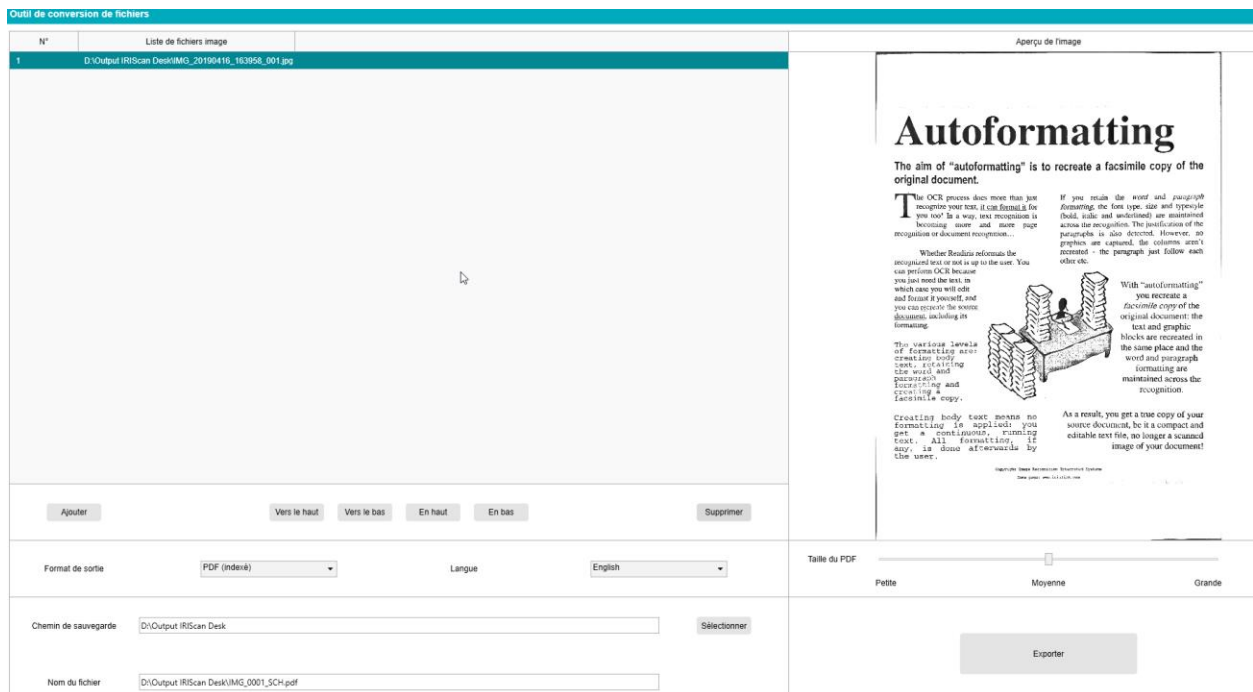 Outil de conversion de fichiers
N° Liste de fichiers image
1 D:\Output IRIScan Desk\IMG_20190416_163958_001.jpg
Ajouter Vers le haut Vers le bas En haut En bas Supprimer
Format de sortie PDF (indexé) Langue English
Chemin de sauvegarde D:\Output IRIScan Desk Sélectionner
Nom du fichier D:\Output IRIScan Desk\IMG_0001_SCH.pdf
Aperçu de l'image
Autoformatting
The aim of "autoformatting" is to recreate a facsimile copy of the
original document.
The OCR process does more than just
recognize your text, it can format it for
you too! In a way, text recognition is
becoming more and more page
recognition or document recognition...
Whether Readiris reformats the
recognized text or not is up to the user. You
can perform OCR because
you just need the text, in
which case you will edit
and format it yourself, and
you can recreate the source
document, including its
formatting.
The various levels
of formatting are:
creating body
text, retaining
the word and
paragraph
formatting and
creating a
facsimile copy.
Creating body text means no
formatting is applied: you
get a continuous, running
text. All formatting, if
any, is done afterwards by
the user.
If you retain the word and paragraph
formatting, the font type, size and typestyle
(bold, italic and underlined) are maintained
across the recognition. The justification of the
paragraphs is also detected. However, no
graphics are captured, the columns aren't
recreated - the paragraph just follow each
other etc.
With "autoformatting"
you recreate a
facsimile copy of the
original document: the
text and graphic
blocks are recreated in
the same place and the
word and paragraph
formatting are
maintained across the
recognition.
As a result, you get a true copy of your
source document, be it a compact and
editable text file, no longer a scanned
image of your document!
Taille du PDF
Petite Moyenne Grande
Exporter